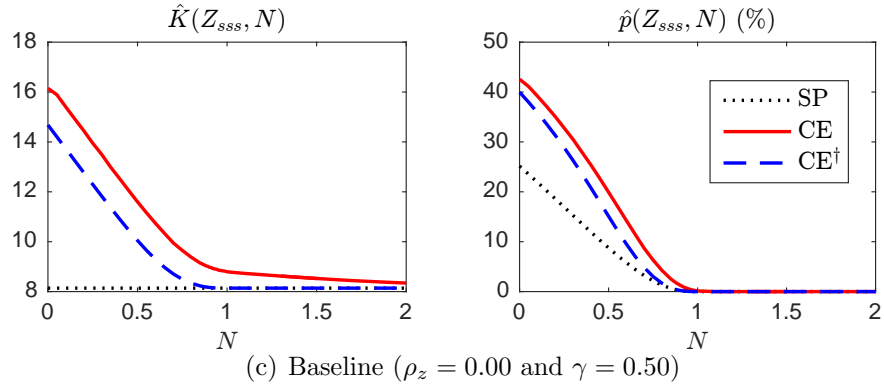 K̂(Z_sss, N)
18
16
14
12
10
8
0 0.5 1 1.5 2
N
p̂(Z_sss, N) (%)
50
40
30
20
10
0
0 0.5 1 1.5 2
N
SP
CE
CE†
(c) Baseline (ρ_z = 0.00 and γ = 0.50)